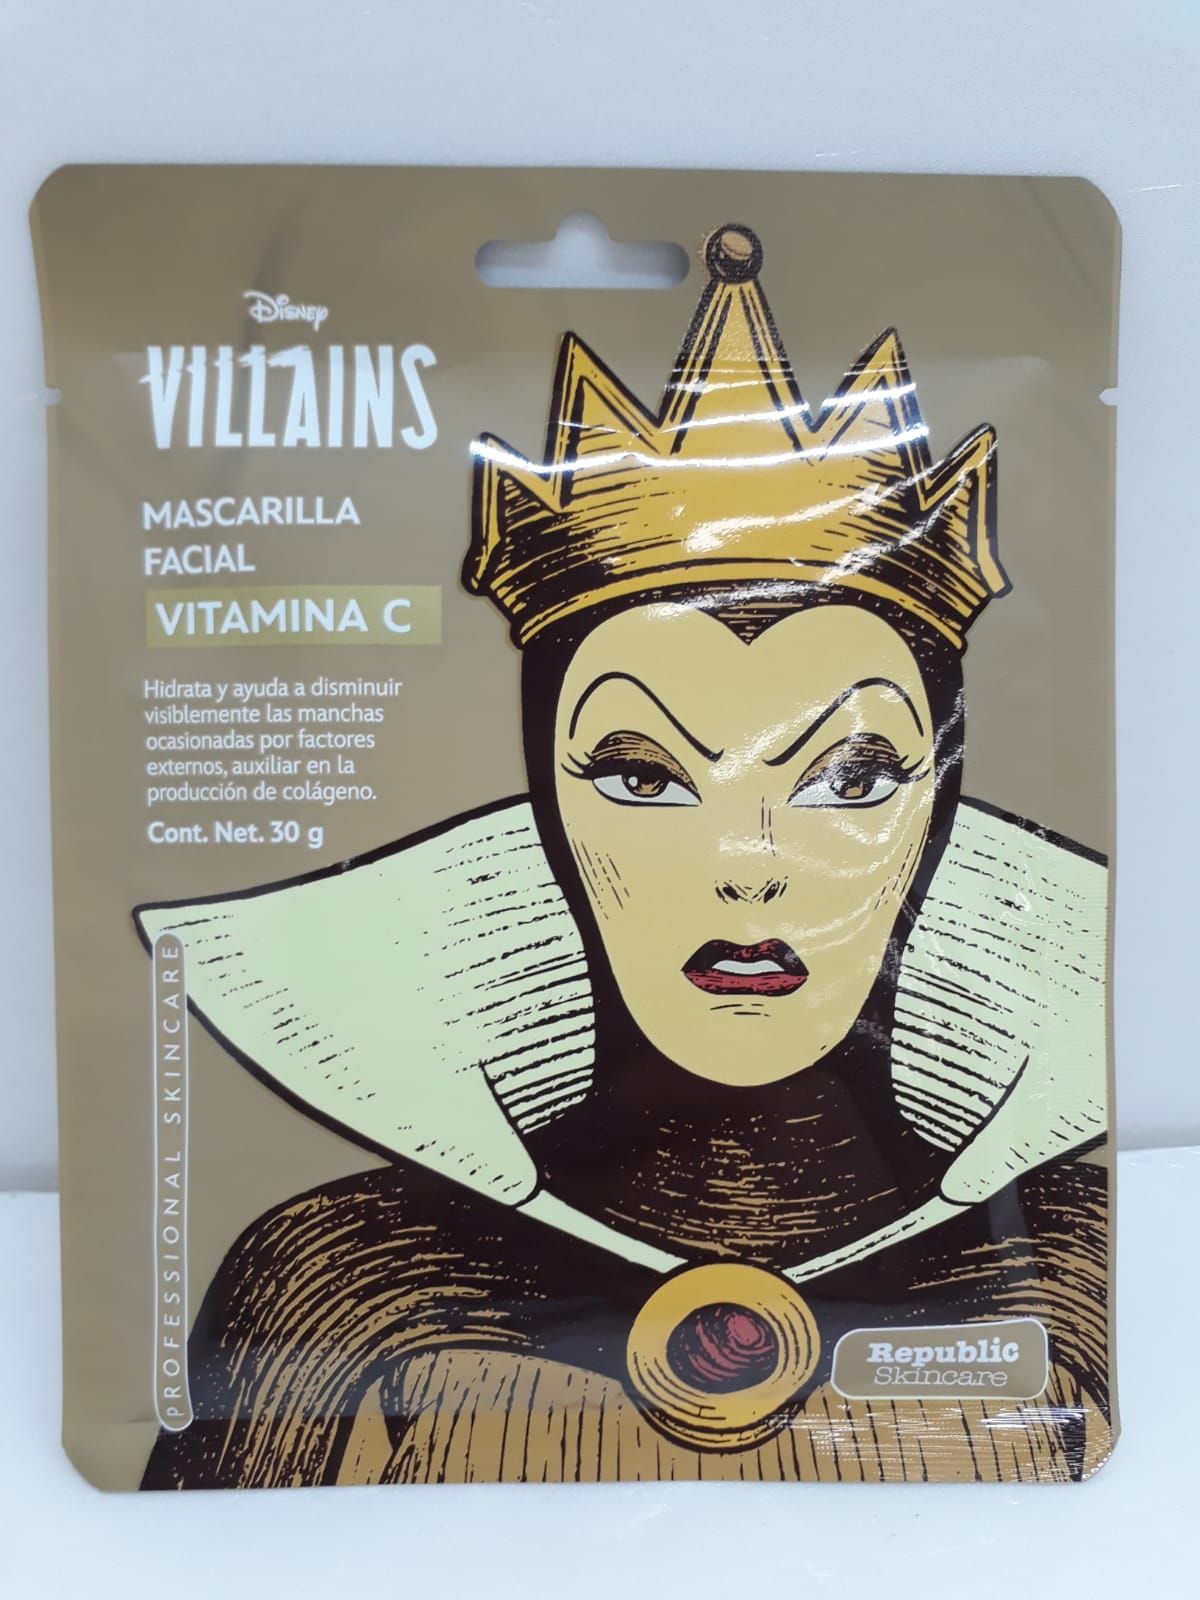 Disney
VILLAINS
MASCARILLA
FACIAL
VITAMINA C
Hidrata y ayuda a disminuir
visiblemente las manchas
ocasionadas por factores
externos, auxiliar en la
producción de colágeno.
Cont. Net. 30 g
PROFESSIONAL SKINCARE
Republic
Skincare